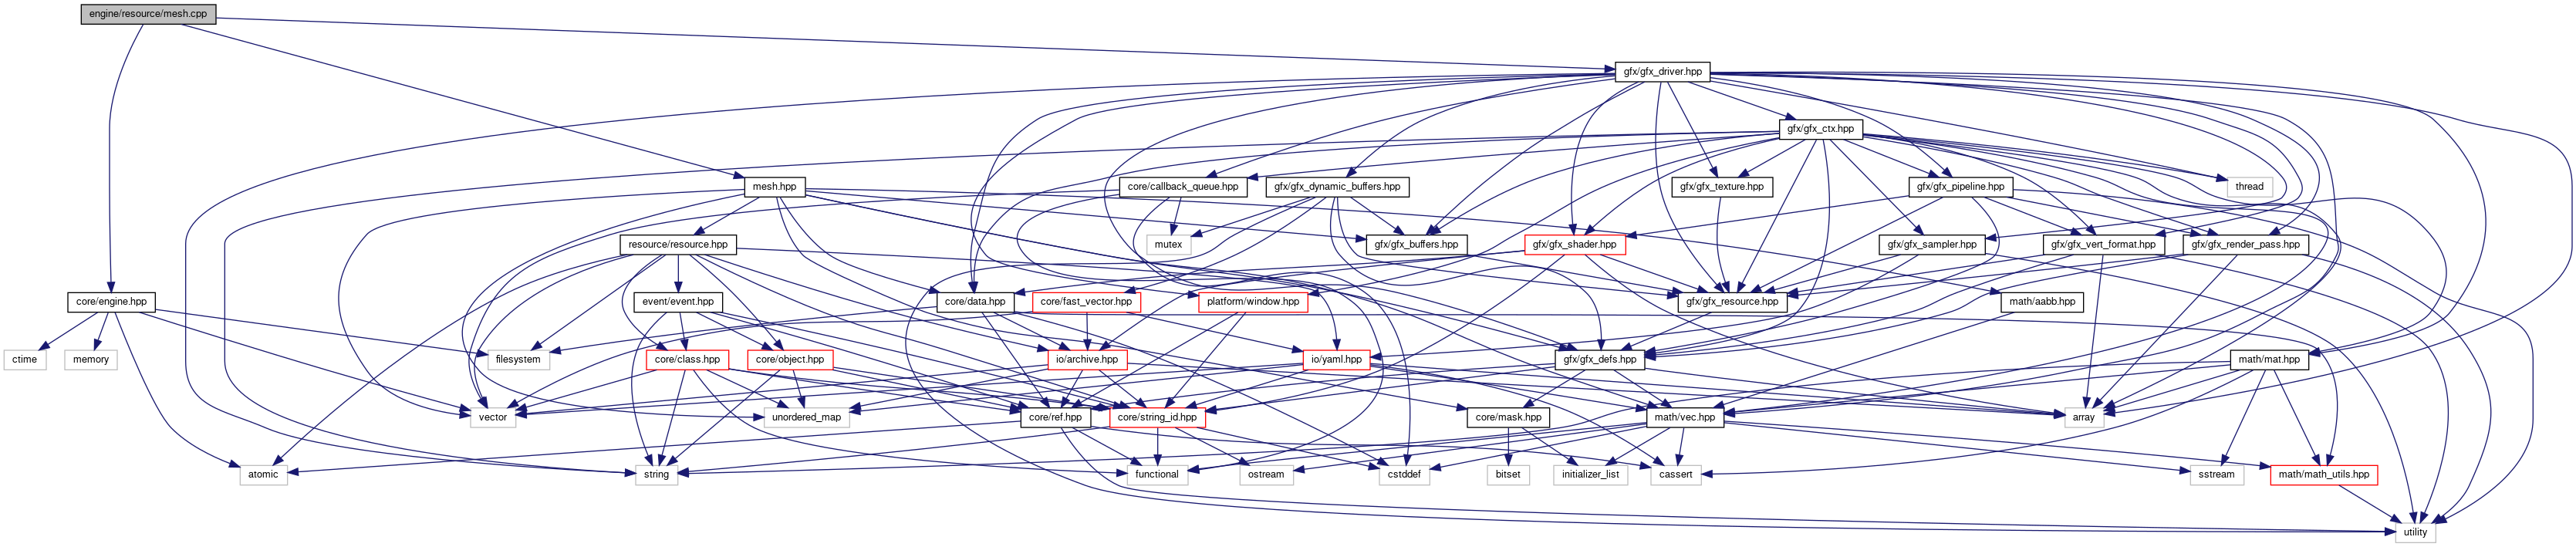 engine/resource/mesh.cpp
gfx/gfx_driver.hpp
gfx/gfx_ctx.hpp
mesh.hpp
core/callback_queue.hpp
gfx/gfx_dynamic_buffers.hpp
gfx/gfx_texture.hpp
gfx/gfx_pipeline.hpp
thread
resource/resource.hpp
mutex
gfx/gfx_buffers.hpp
gfx/gfx_shader.hpp
gfx/gfx_sampler.hpp
gfx/gfx_vert_format.hpp
gfx/gfx_render_pass.hpp
core/engine.hpp
event/event.hpp
core/data.hpp
core/fast_vector.hpp
platform/window.hpp
gfx/gfx_resource.hpp
math/aabb.hpp
ctime
memory
filesystem
core/class.hpp
core/object.hpp
io/archive.hpp
io/yaml.hpp
gfx/gfx_defs.hpp
math/mat.hpp
vector
unordered_map
core/ref.hpp
core/string_id.hpp
core/mask.hpp
math/vec.hpp
array
atomic
string
functional
ostream
cstddef
bitset
initializer_list
cassert
sstream
math/math_utils.hpp
utility